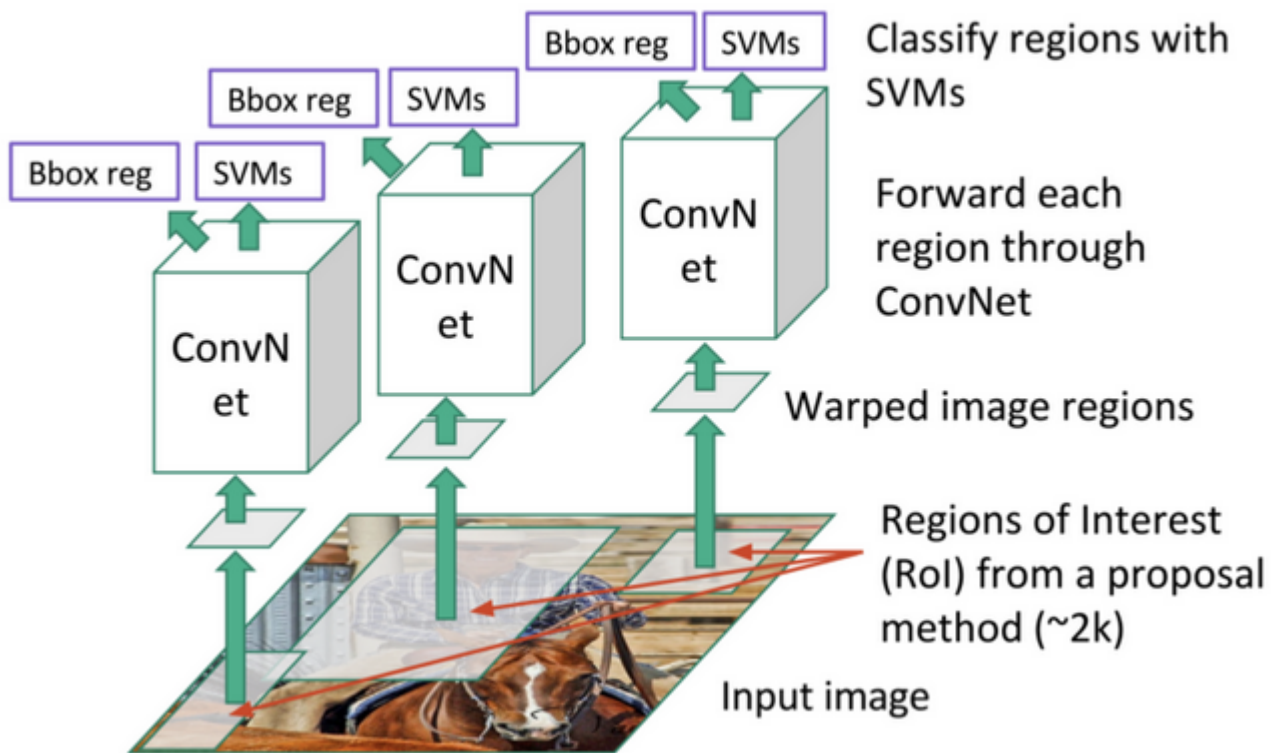 Bbox reg
SVMs
Classify regions with
SVMs
Bbox reg
SVMs
Bbox reg
SVMs
ConvN
et
Forward each
region through
ConvNet
ConvN
et
ConvN
et
Warped image regions
Regions of Interest
(RoI) from a proposal
method (~2k)
Input image